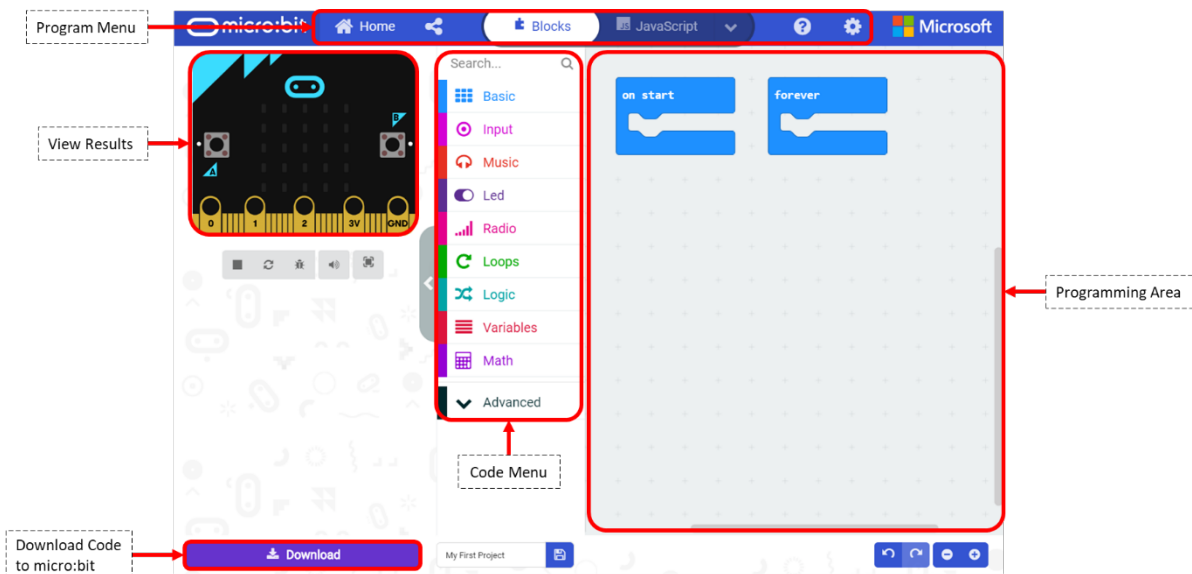 Program Menu
micro:bit
Home
Blocks
JS JavaScript
Microsoft
View Results
A
B
0 1 2 3V GND
Search...
Basic
Input
Music
Led
Radio
Loops
Logic
Variables
Math
Advanced
on start
forever
Programming Area
Code Menu
Download Code
to micro:bit
Download
My First Project